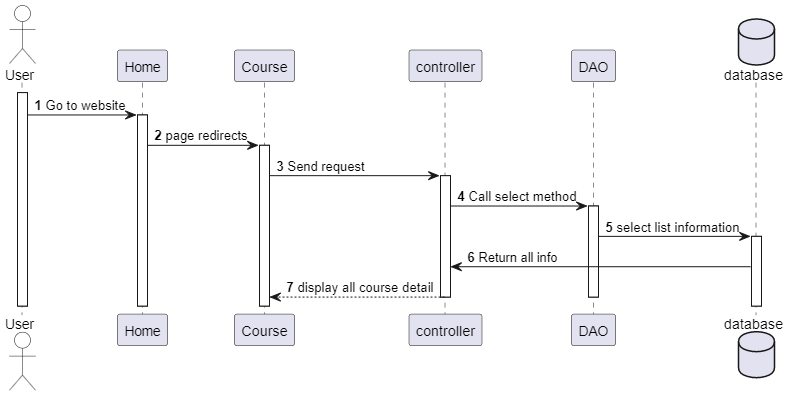 User
Home
Course
controller
DAO
database
1 Go to website
2 page redirects
3 Send request
4 Call select method
5 select list information
6 Return all info
7 display all course detail
User
Home
Course
controller
DAO
database